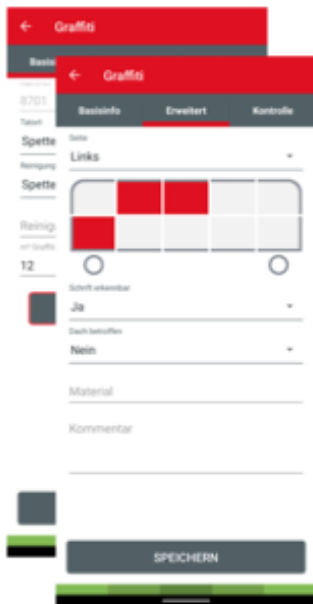 ← Graffiti
Basis
8701
Tatort
Spette
Reinigung
Spette
Reinig
m² Graffiti
12
← Graffiti
Basisinfo Erweitert Kontrolle
Seite
Links
Schrift erkennbar
Ja
Dach betroffen
Nein
Material
Kommentar
SPEICHERN